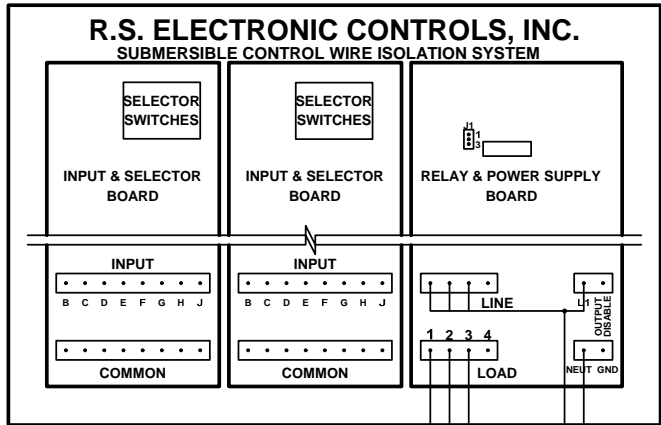 R.S. ELECTRONIC CONTROLS, INC.
SUBMERSIBLE CONTROL WIRE ISOLATION SYSTEM
SELECTOR
SWITCHES
INPUT & SELECTOR
BOARD
INPUT
B C D E F G H J
COMMON
SELECTOR
SWITCHES
INPUT & SELECTOR
BOARD
INPUT
B C D E F G H J
COMMON
J1
1
3
RELAY & POWER SUPPLY
BOARD
LINE
L1
OUTPUT
DISABLE
1 2 3 4
LOAD
NEUT GND